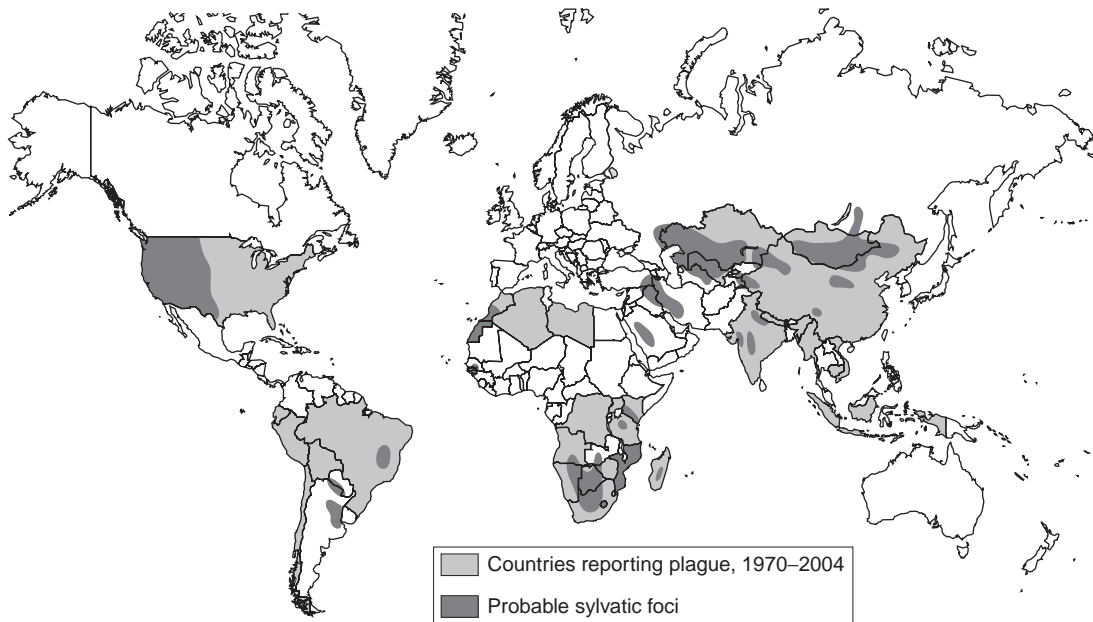 Countries reporting plague, 1970–2004
Probable sylvatic foci